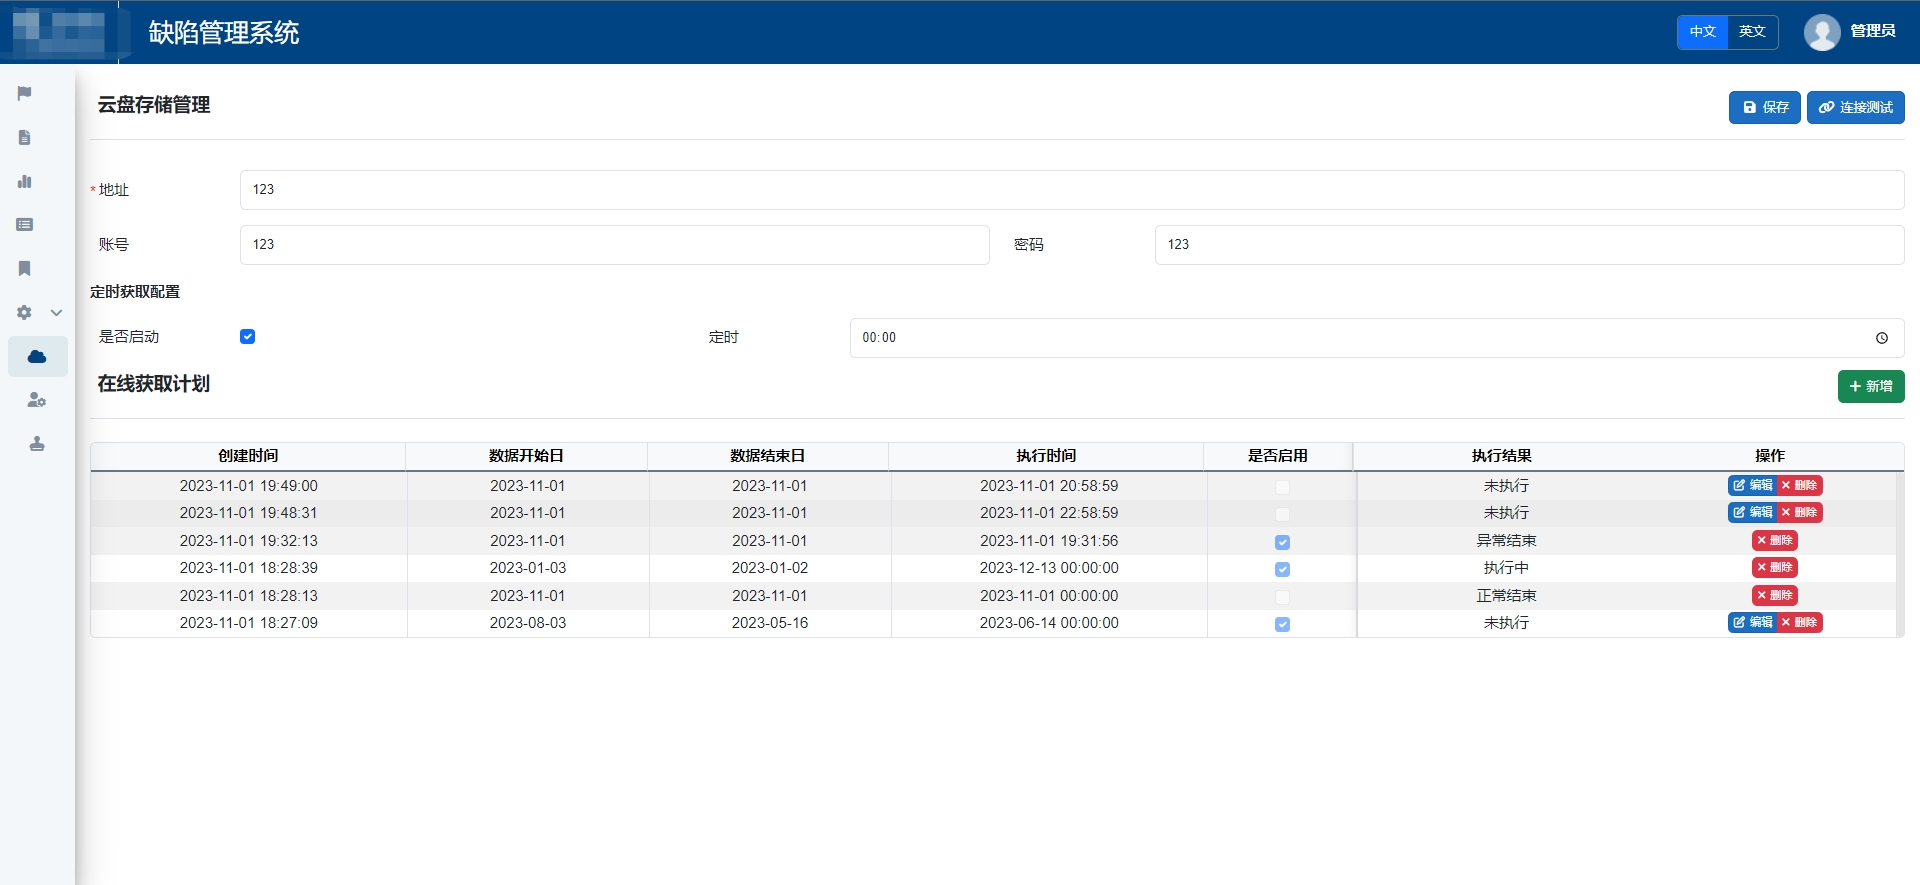 缺陷管理系统 中文 英文 管理员
云盘存储管理 保存 连接测试
* 地址 123
账号 123 密码 123
定时获取配置
是否启动 定时 00:00
在线获取计划 + 新增
创建时间 数据开始日 数据结束日 执行时间 是否启用 执行结果 操作
2023-11-01 19:49:00 2023-11-01 2023-11-01 2023-11-01 20:58:59 未执行 编辑 × 删除
2023-11-01 19:48:31 2023-11-01 2023-11-01 2023-11-01 22:58:59 未执行 编辑 × 删除
2023-11-01 19:32:13 2023-11-01 2023-11-01 2023-11-01 19:31:56 异常结束 × 删除
2023-11-01 18:28:39 2023-01-03 2023-01-02 2023-12-13 00:00:00 执行中 × 删除
2023-11-01 18:28:13 2023-11-01 2023-11-01 2023-11-01 00:00:00 正常结束 × 删除
2023-11-01 18:27:09 2023-08-03 2023-05-16 2023-06-14 00:00:00 未执行 编辑 × 删除